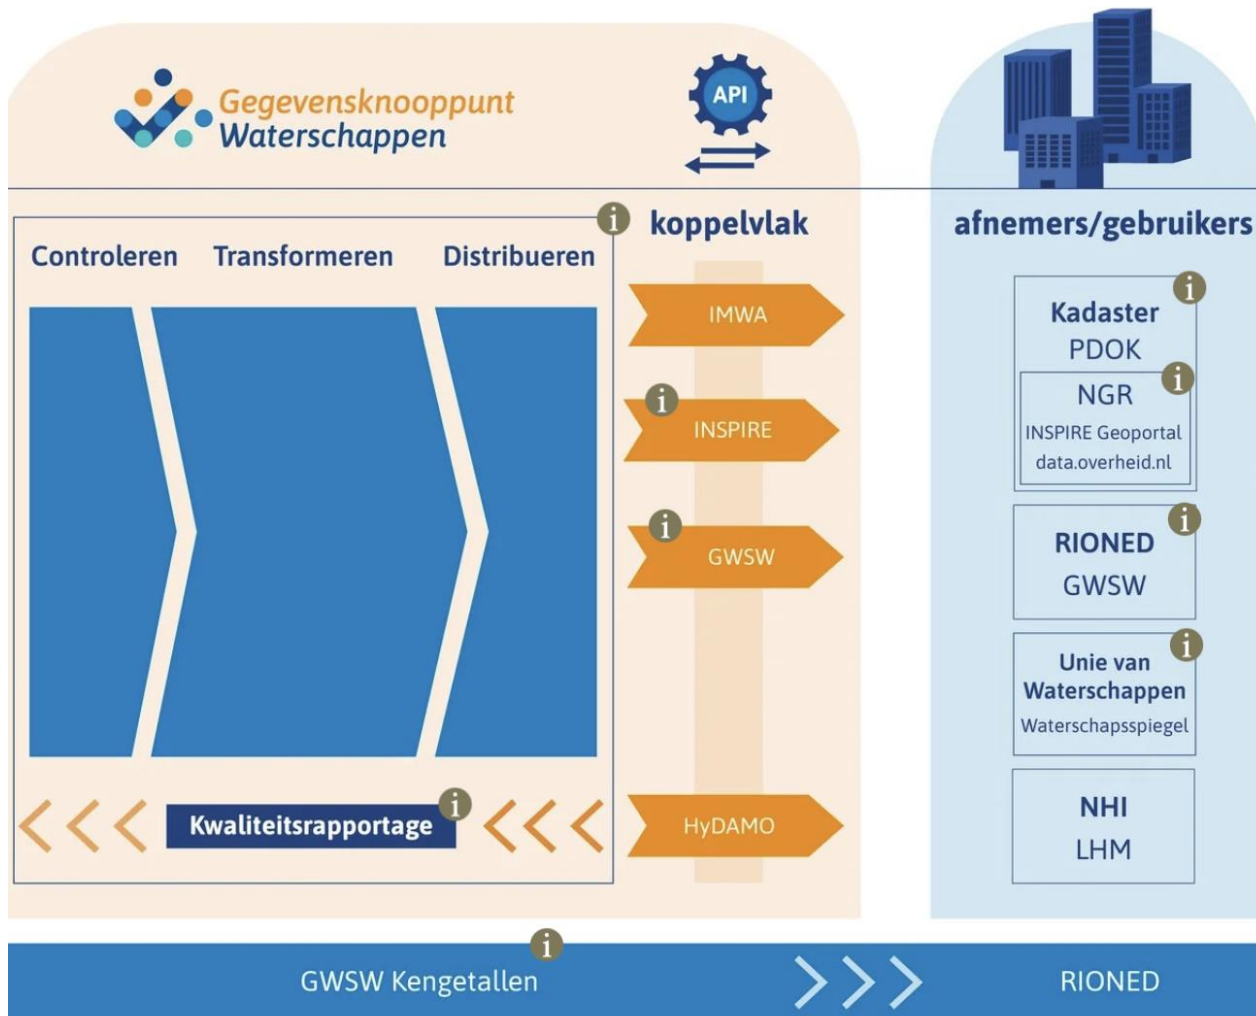 Gegevensknooppunt
Waterschappen
API
koppelvlak
afnemers/gebruikers
i
Controleren
Transformeren
Distribueren
IMWA
i
INSPIRE
i
GWSW
HyDAMO
i
Kwaliteitsrapportage
i
Kadaster
PDOK
i
NGR
INSPIRE Geoportal
data.overheid.nl
i
RIONED
GWSW
i
Unie van
Waterschappen
Waterschapsspiegel
NHI
LHM
i
GWSW Kengetallen
RIONED